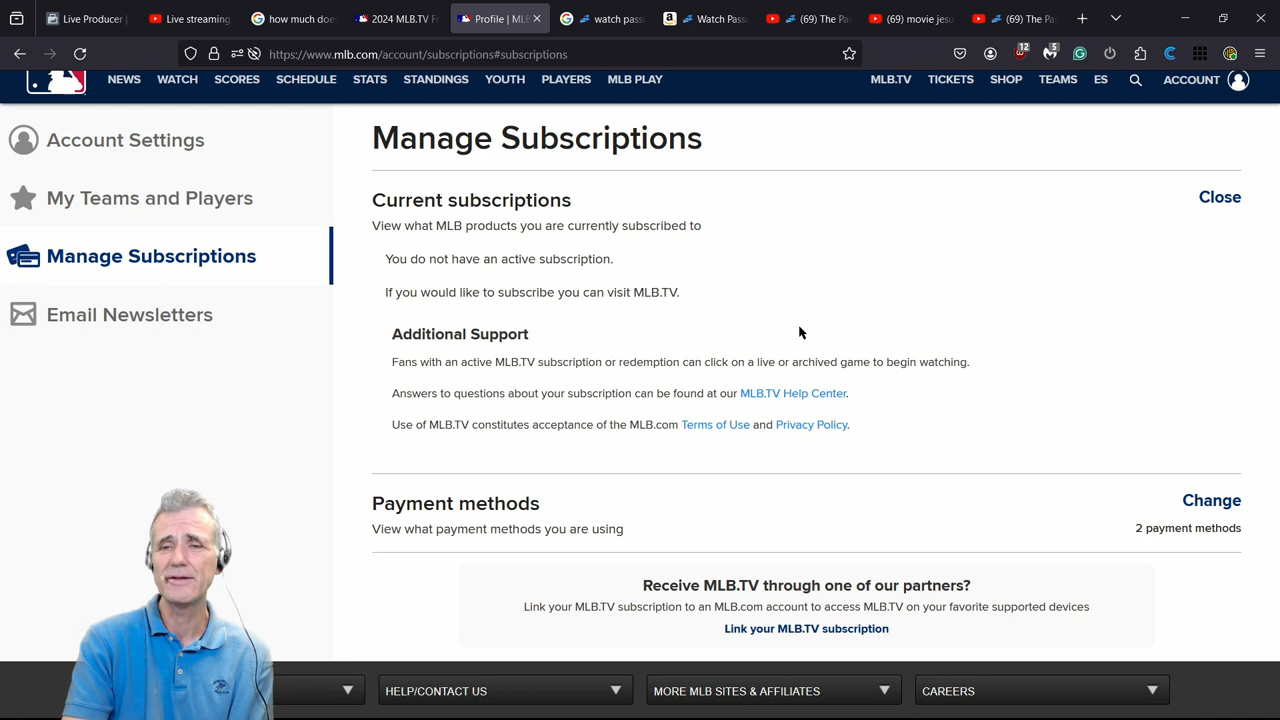 Live Producer |
Live streaming
how much does
2024 MLB.TV Fr
Profile | MLB
watch passi
Watch Pass
(69) The Pas
(69) movie jesu
(69) The Pas
https://www.mlb.com/account/subscriptions#subscriptions
12
5
NEWS WATCH SCORES SCHEDULE STATS STANDINGS YOUTH PLAYERS MLB PLAY MLB.TV TICKETS SHOP TEAMS ES ACCOUNT
Account Settings
My Teams and Players
Manage Subscriptions
Email Newsletters
Manage Subscriptions
Current subscriptions
Close
View what MLB products you are currently subscribed to
You do not have an active subscription.
If you would like to subscribe you can visit MLB.TV.
Additional Support
Fans with an active MLB.TV subscription or redemption can click on a live or archived game to begin watching.
Answers to questions about your subscription can be found at our MLB.TV Help Center.
Use of MLB.TV constitutes acceptance of the MLB.com Terms of Use and Privacy Policy.
Payment methods
Change
View what payment methods you are using
2 payment methods
Receive MLB.TV through one of our partners?
Link your MLB.TV subscription to an MLB.com account to access MLB.TV on your favorite supported devices
Link your MLB.TV subscription
HELP/CONTACT US
MORE MLB SITES & AFFILIATES
CAREERS